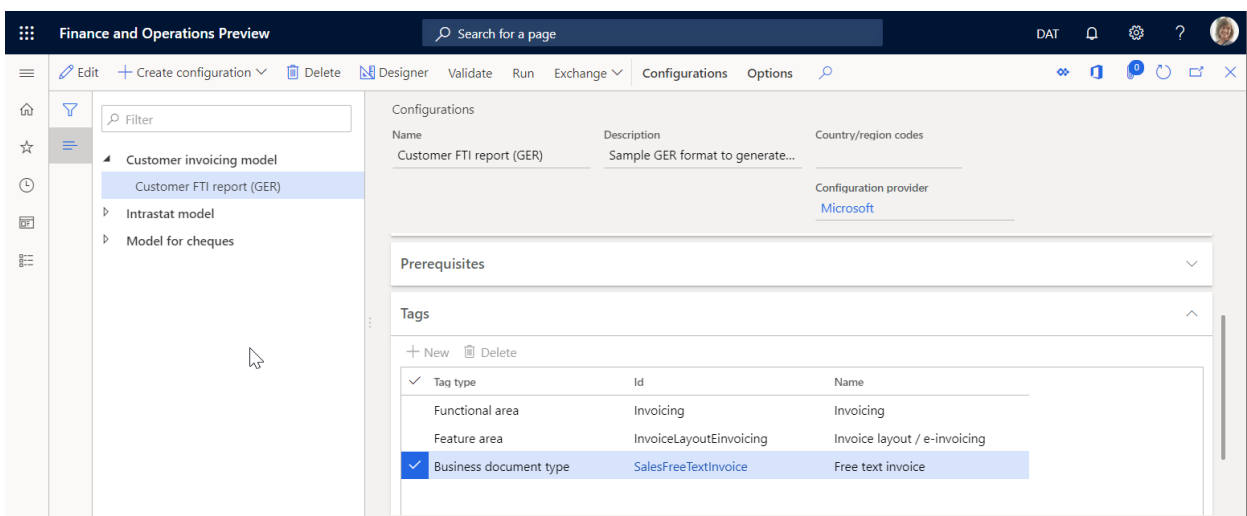 Finance and Operations Preview
Search for a page
DAT
?
Edit
Create configuration
Delete
Designer
Validate
Run
Exchange
Configurations
Options
0
Filter
Customer invoicing model
Customer FTI report (GER)
Intrastat model
Model for cheques
Configurations
Name Description Country/region codes
Customer FTI report (GER) Sample GER format to generate...
Configuration provider
Microsoft
Prerequisites
Tags
New Delete
Tag type Id Name
Functional area Invoicing Invoicing
Feature area InvoiceLayoutEinvoicing Invoice layout / e-invoicing
Business document type SalesFreeTextInvoice Free text invoice